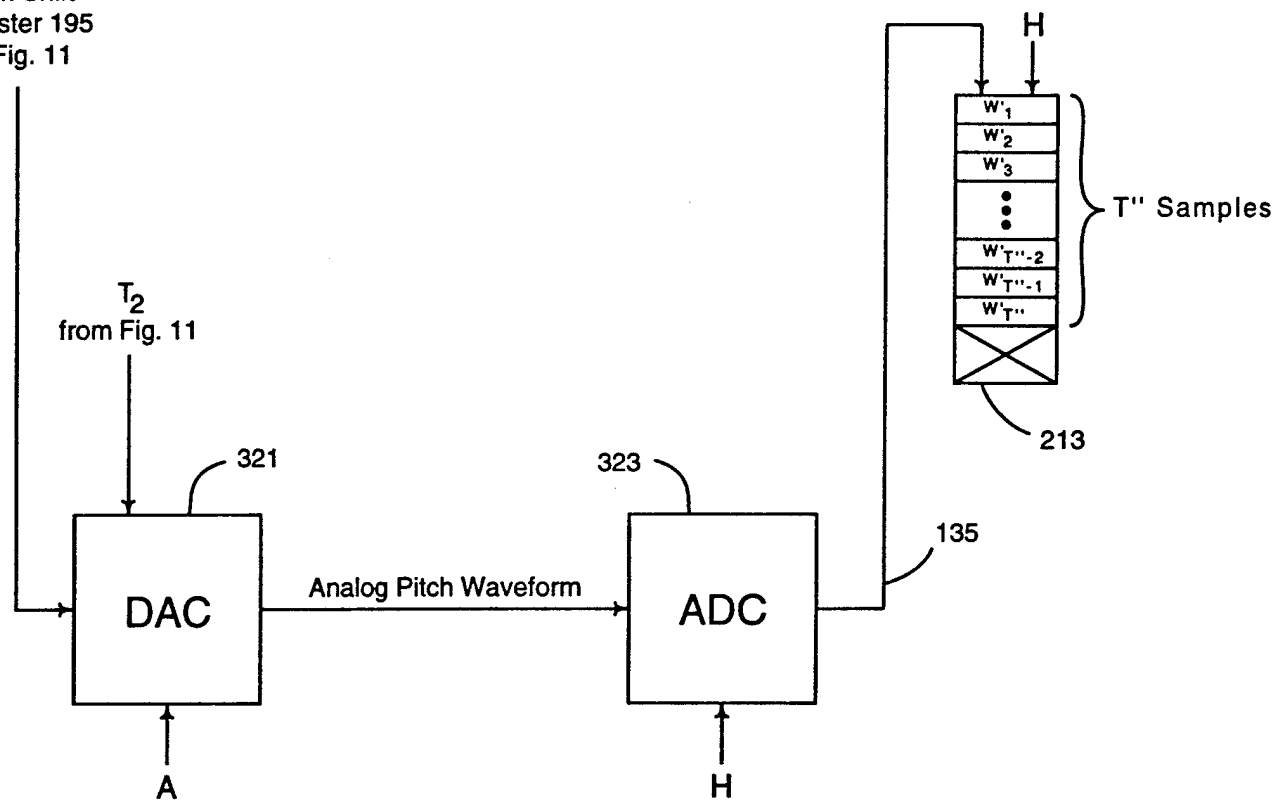 ster 195
Fig. 11
H
W'1
W'2
W'3
T'' Samples
W'T''-2
W'T''-1
W'T''
T2
from Fig. 11
213
321
323
135
Analog Pitch Waveform
DAC
ADC
A
H